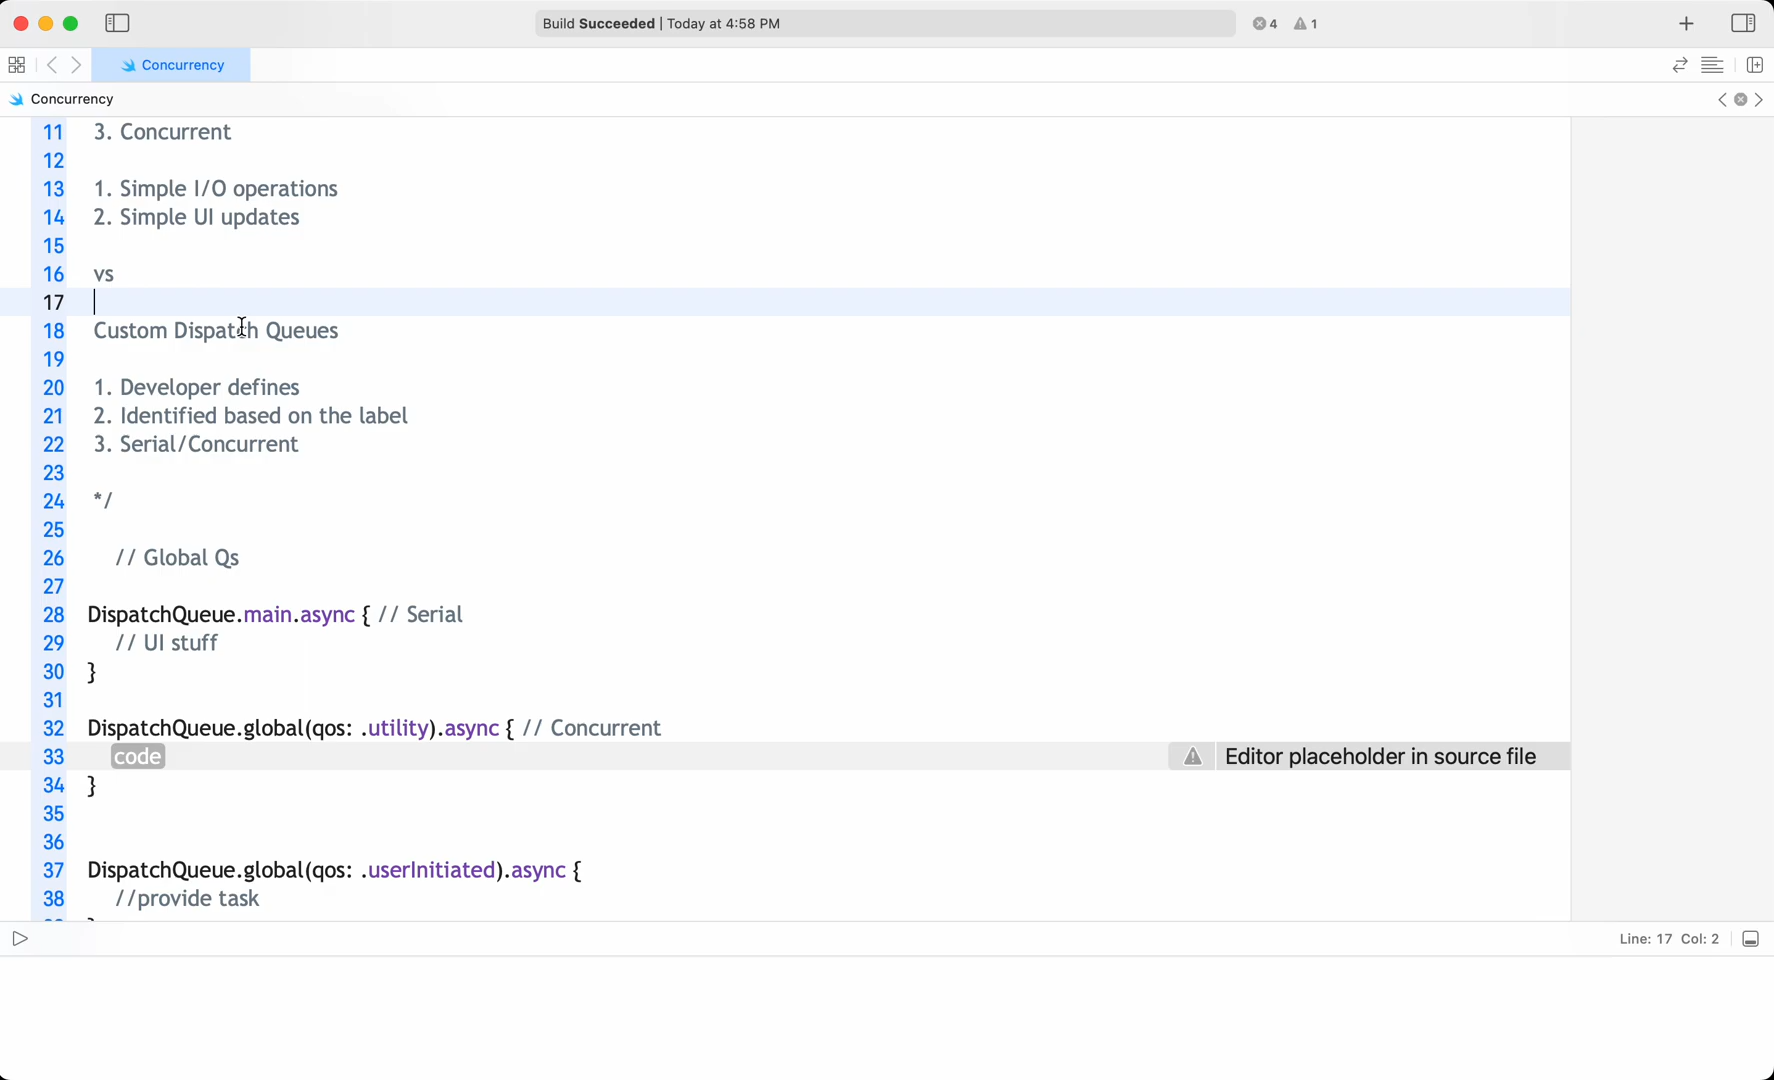 Build Succeeded | Today at 4:58 PM
4
1
Concurrency
Concurrency
11 3. Concurrent
12
13 1. Simple I/O operations
14 2. Simple UI updates
15
16 vs
17
18 Custom Dispatch Queues
19
20 1. Developer defines
21 2. Identified based on the label
22 3. Serial/Concurrent
23
24 */
25
26 // Global Qs
27
28 DispatchQueue.main.async { // Serial
29 // UI stuff
30 }
31
32 DispatchQueue.global(qos: .utility).async { // Concurrent
33 code Editor placeholder in source file
34 }
35
36
37 DispatchQueue.global(qos: .userInitiated).async {
38 //provide task
Line: 17 Col: 2